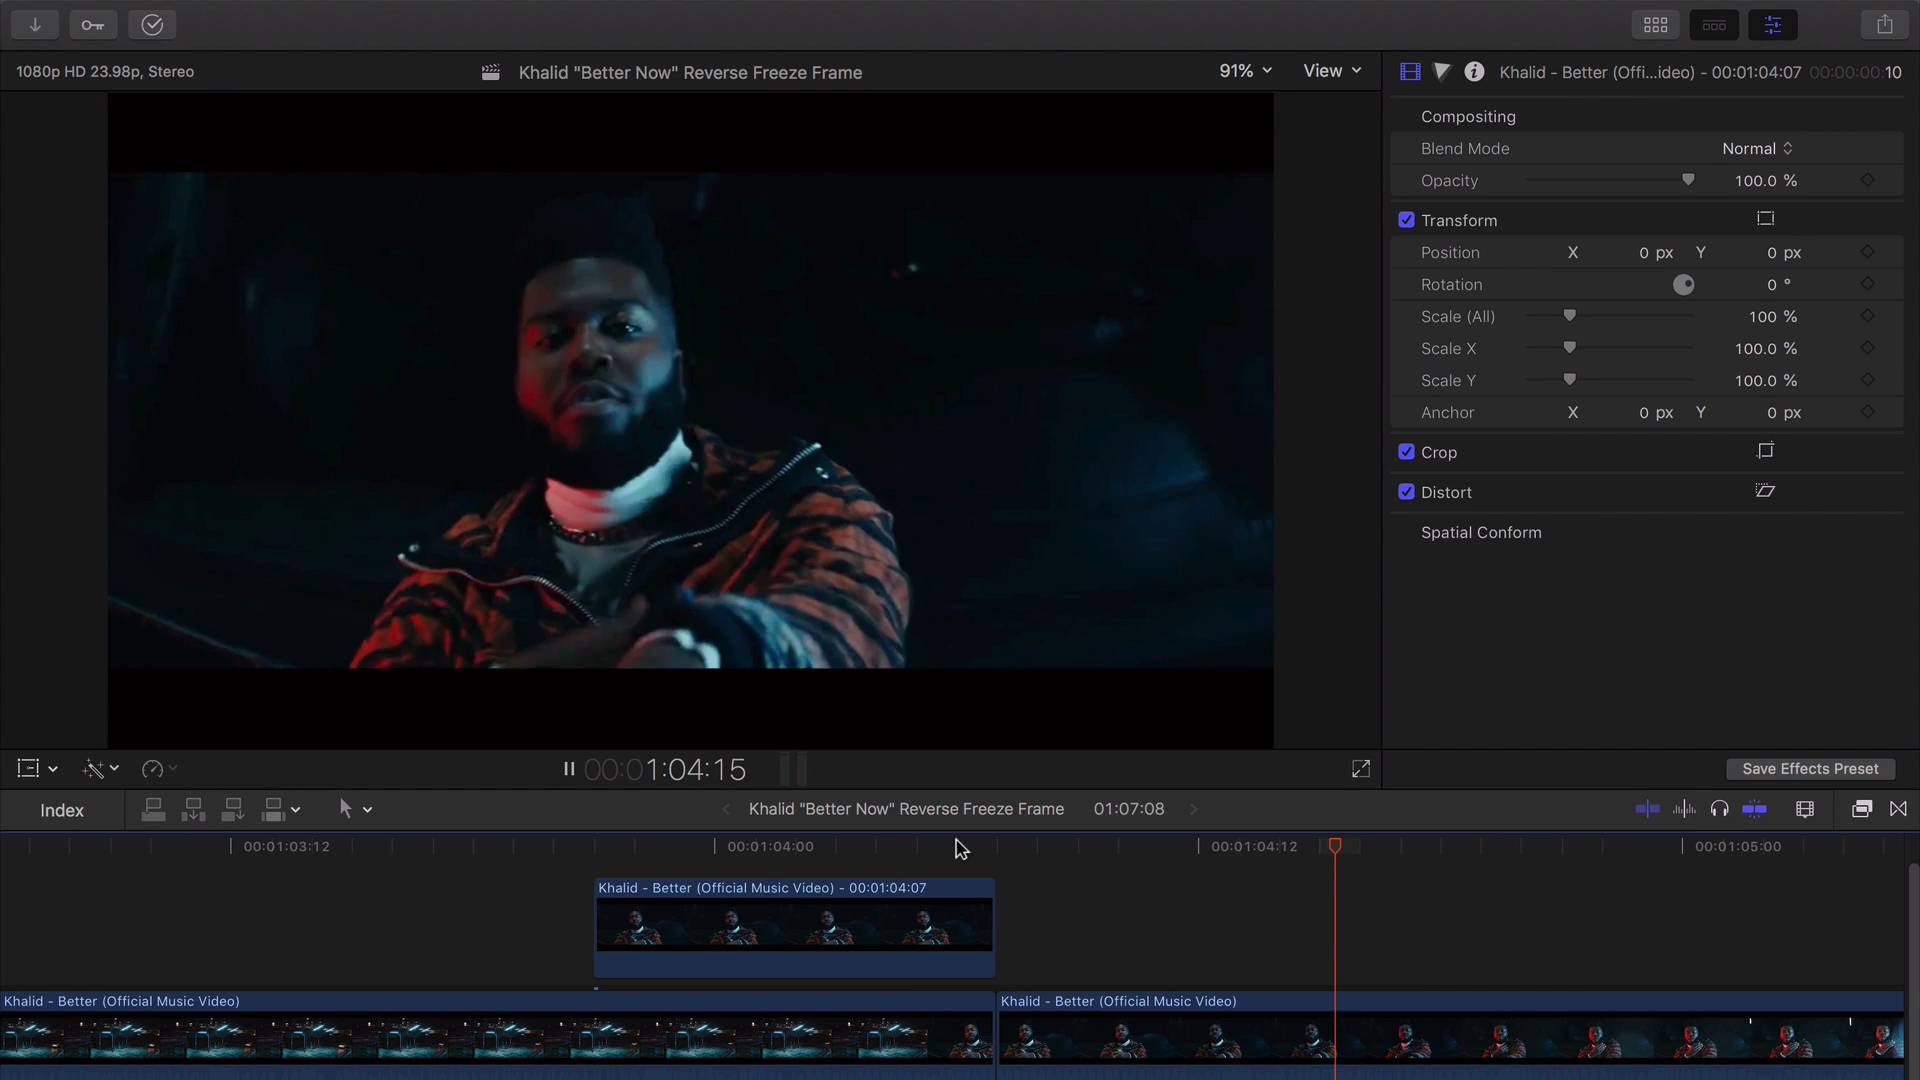 1080p HD 23.98p, Stereo
Khalid "Better Now" Reverse Freeze Frame
91%
View
Khalid - Better (Offi...ideo) - 00:01:04:07
00:00:00:10
Compositing
Blend Mode
Normal
Opacity
100.0 %
Transform
Position X 0 px Y 0 px
Rotation 0 °
Scale (All) 100 %
Scale X 100.0 %
Scale Y 100.0 %
Anchor X 0 px Y 0 px
Crop
Distort
Spatial Conform
00:01:04:15
Save Effects Preset
Index
Khalid "Better Now" Reverse Freeze Frame
01:07:08
00:01:03:12
00:01:04:00
00:01:04:12
00:01:05:00
Khalid - Better (Official Music Video) - 00:01:04:07
Khalid - Better (Official Music Video)
Khalid - Better (Official Music Video)